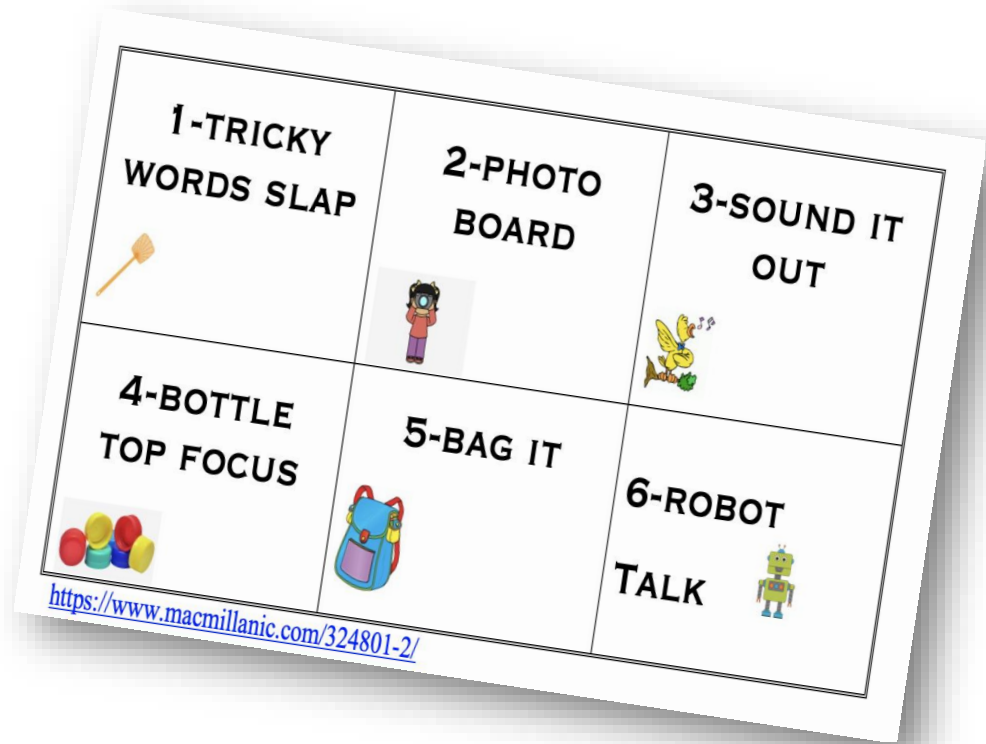 1-TRICKY
WORDS SLAP
2-PHOTO
BOARD
3-SOUND IT
OUT
4-BOTTLE
TOP FOCUS
5-BAG IT
6-ROBOT
TALK
https://www.macmillanic.com/324801-2/